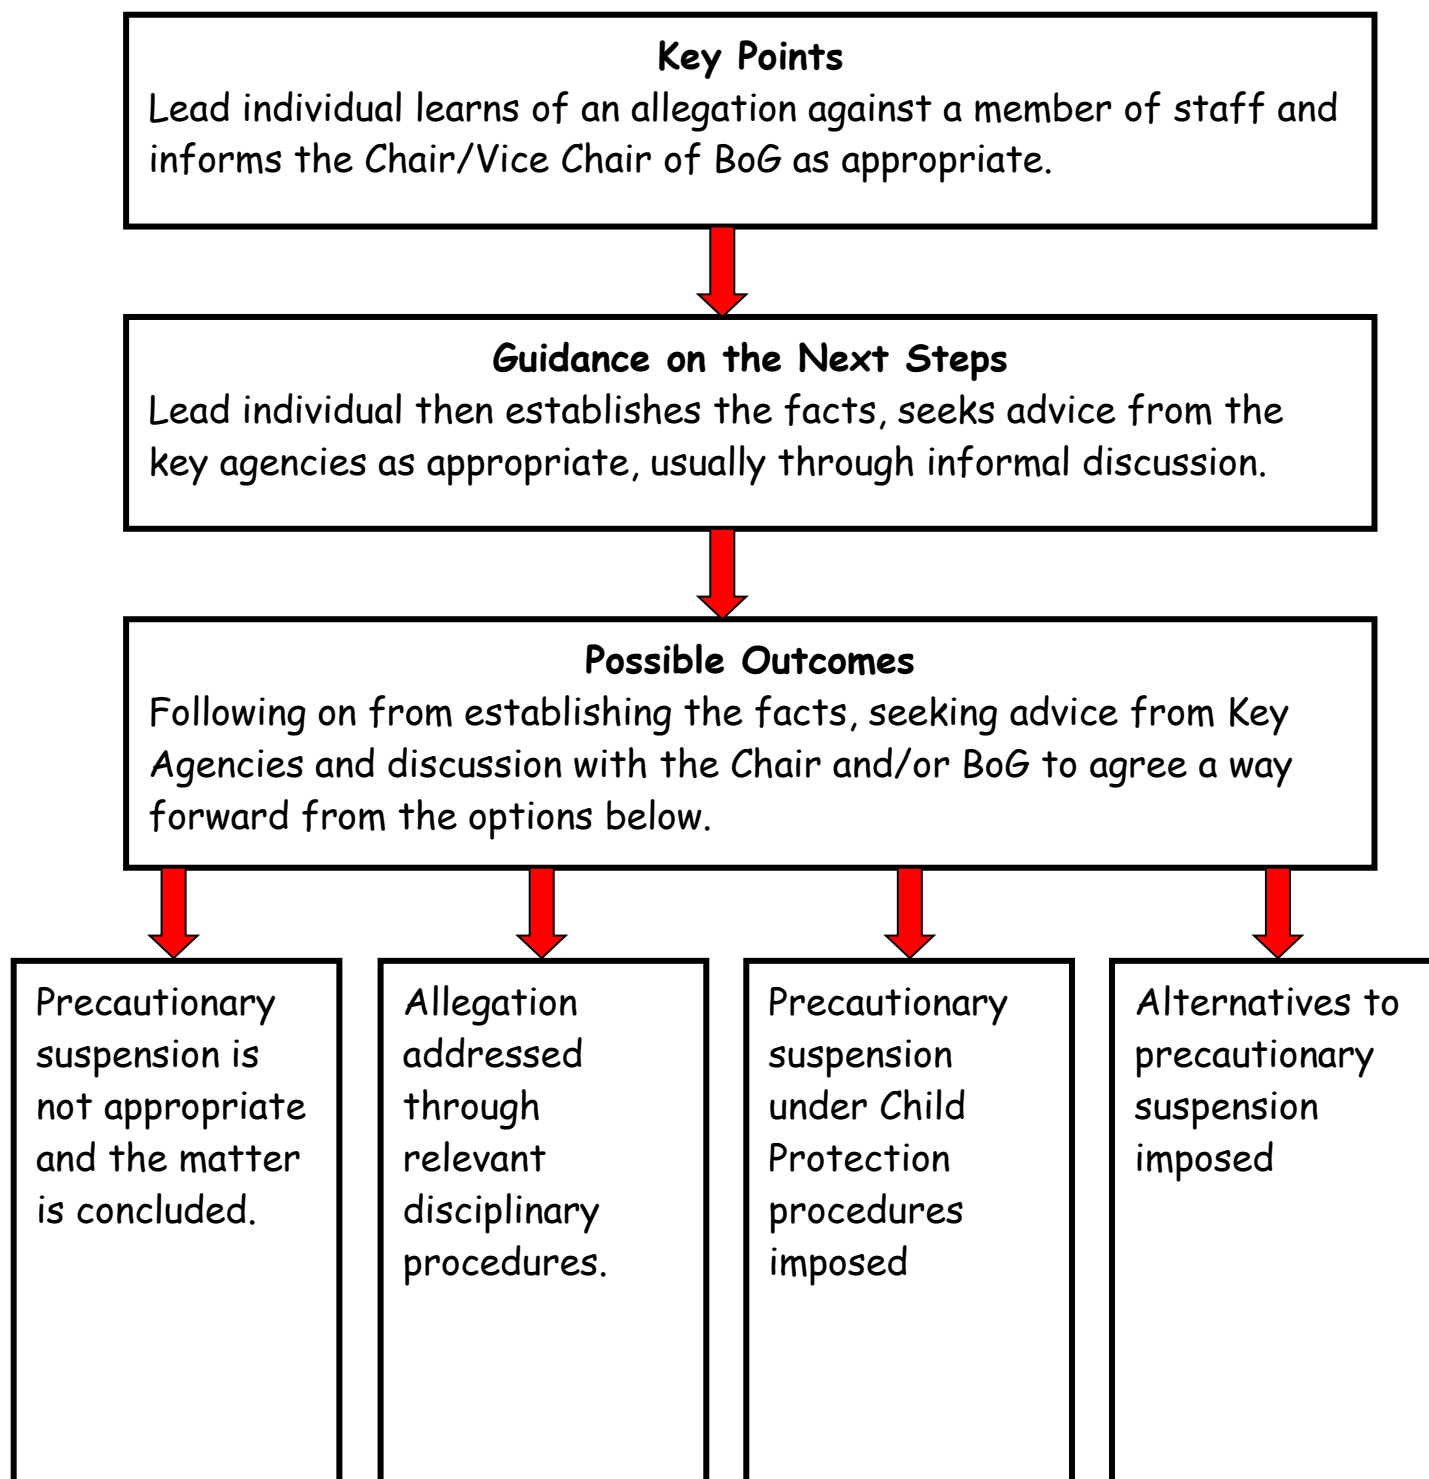 Key Points
Lead individual learns of an allegation against a member of staff and
informs the Chair/Vice Chair of BoG as appropriate.
Guidance on the Next Steps
Lead individual then establishes the facts, seeks advice from the
key agencies as appropriate, usually through informal discussion.
Possible Outcomes
Following on from establishing the facts, seeking advice from Key
Agencies and discussion with the Chair and/or BoG to agree a way
forward from the options below.
Precautionary
suspension is
not appropriate
and the matter
is concluded.
Allegation
addressed
through
relevant
disciplinary
procedures.
Precautionary
suspension
under Child
Protection
procedures
imposed
Alternatives to
precautionary
suspension
imposed